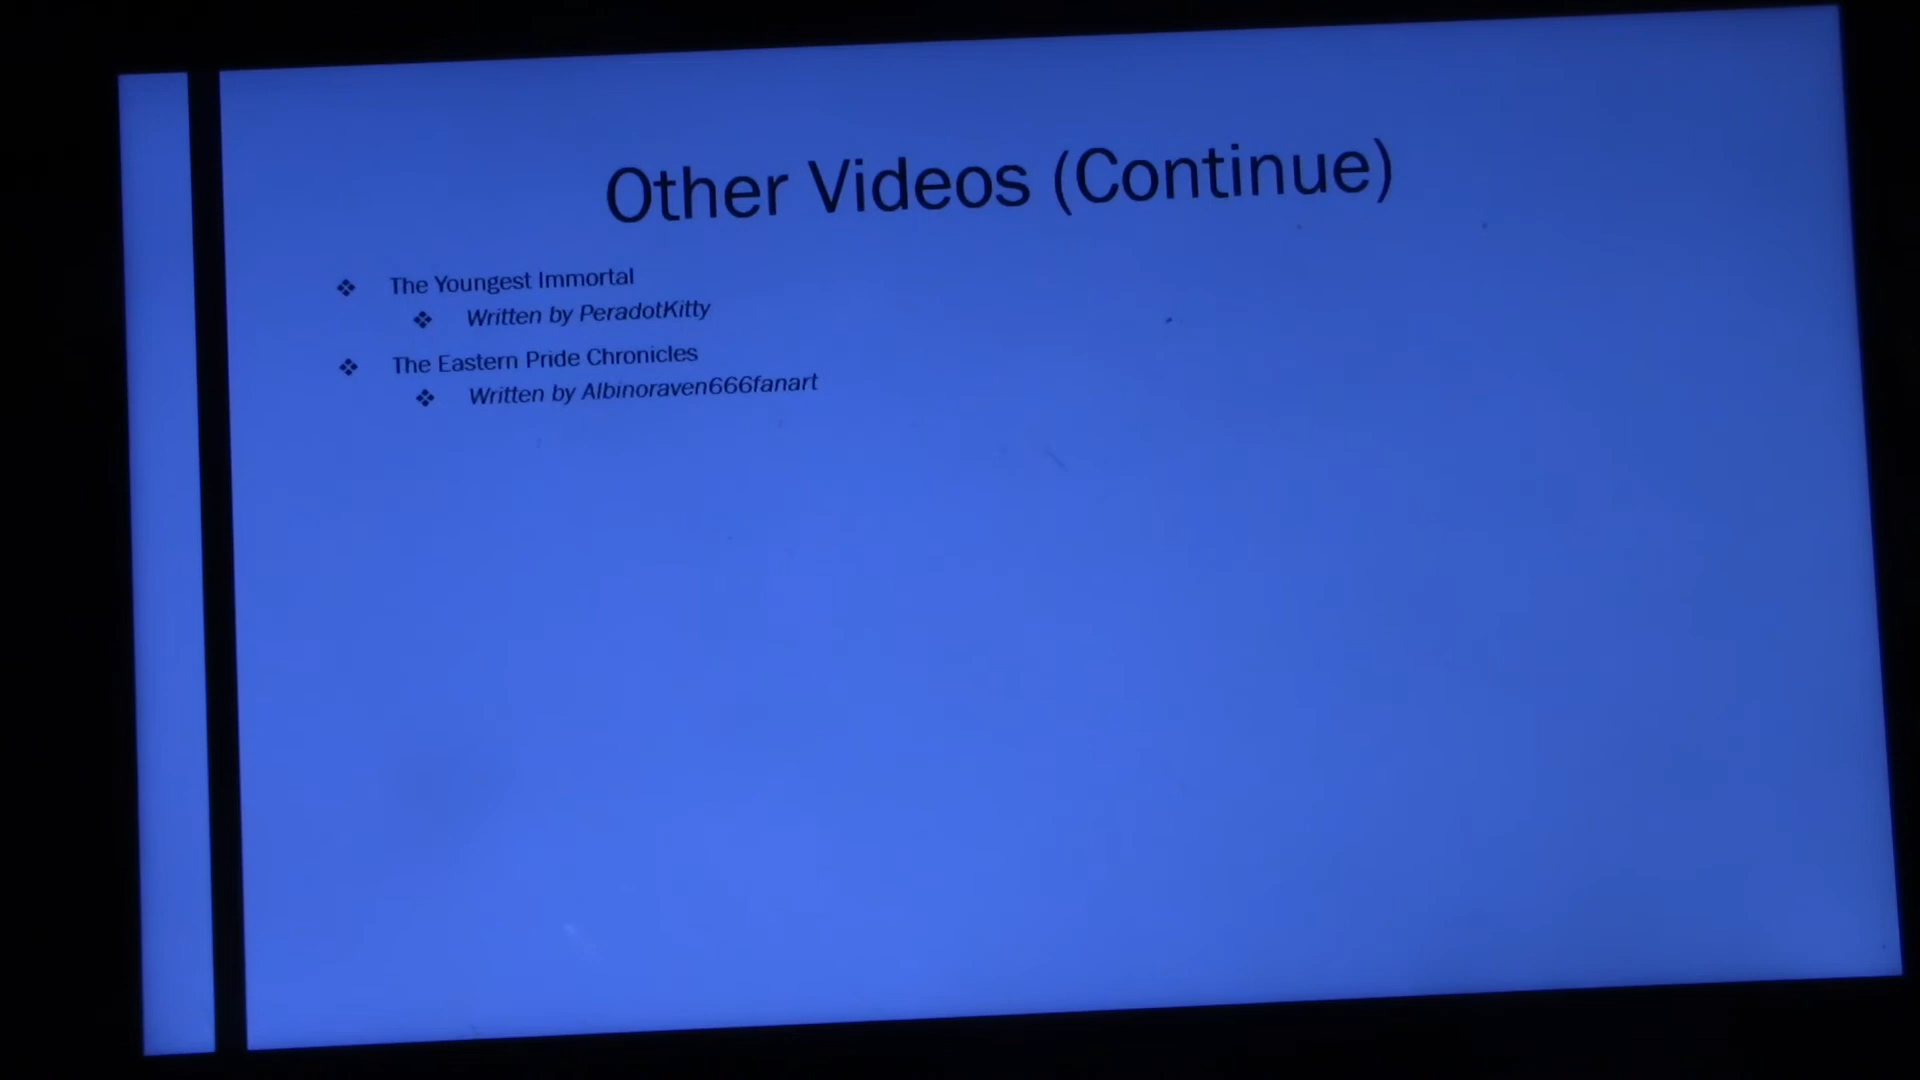 Other Videos (Continue)
The Youngest Immortal
Written by PeradotKitty
The Eastern Pride Chronicles
Written by Albinoraven666fanart